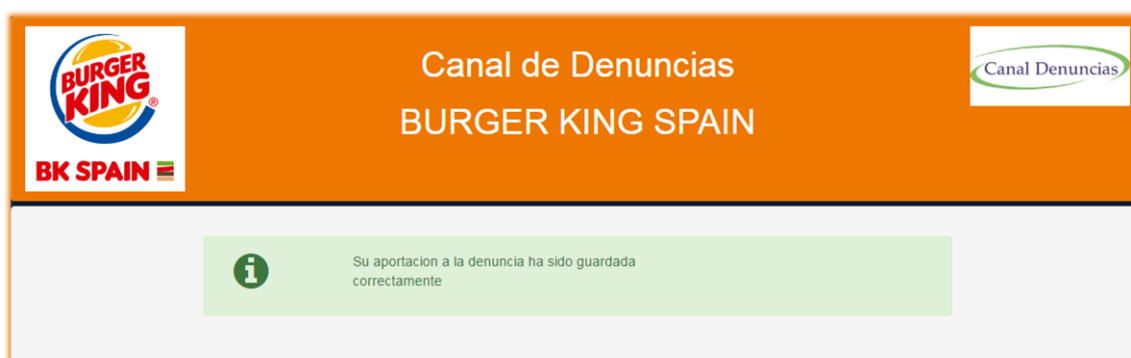 BURGER
KING®
BK SPAIN
Canal de Denuncias
BURGER KING SPAIN
Canal Denuncias
Su aportacion a la denuncia ha sido guardada
correctamente